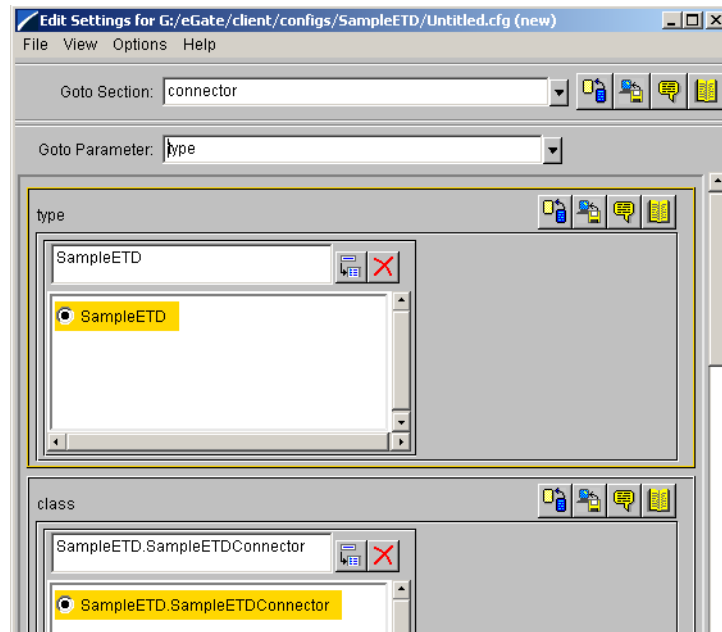 Edit Settings for G:/eGate/client/configs/SampleETD/Untitled.cfg (new)
File View Options Help
Goto Section: connector
Goto Parameter: type
type
SampleETD
SampleETD
class
SampleETD.SampleETDConnector
SampleETD.SampleETDConnector